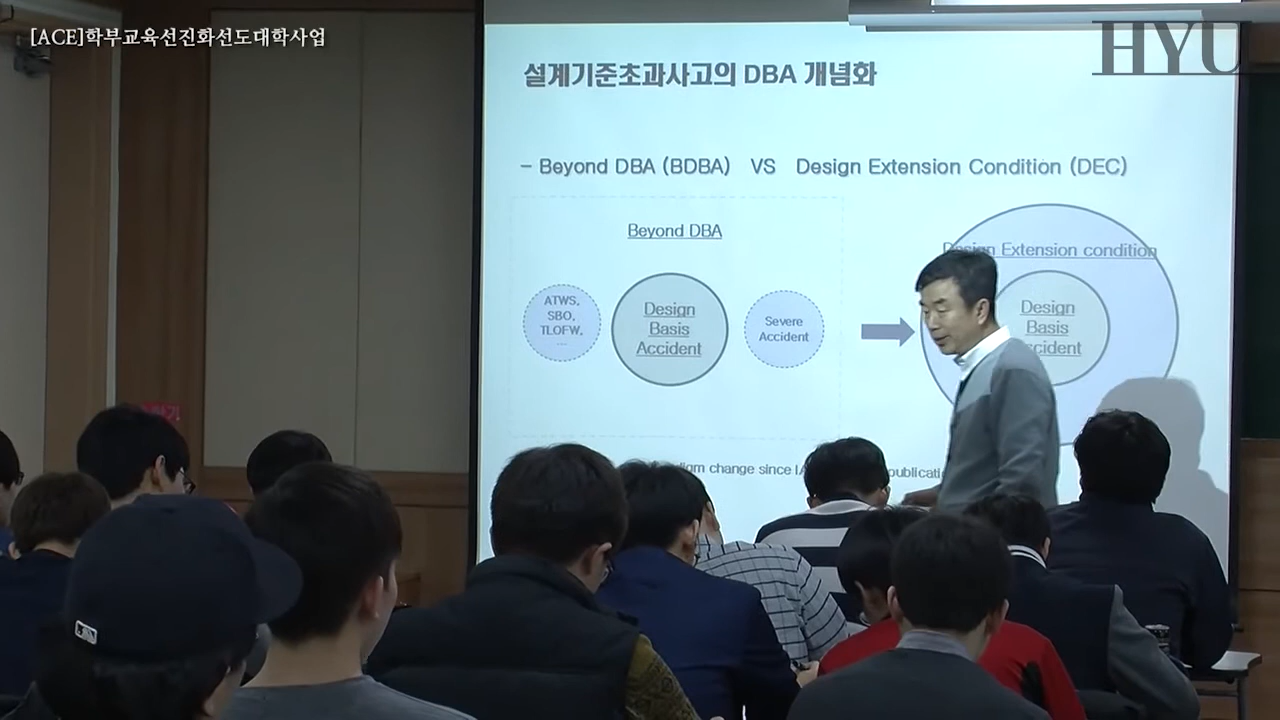 [ACE]학부교육선진화선도대학사업
HYU
설계기준초과사고의 DBA 개념화
- Beyond DBA (BDBA) VS Design Extension Condition (DEC)
Beyond DBA
ATWS,
SBO,
TLOFW,
...
Design
Basis
Accident
Severe
Accident
Design Extension condition
Design
Basis
cident
change since